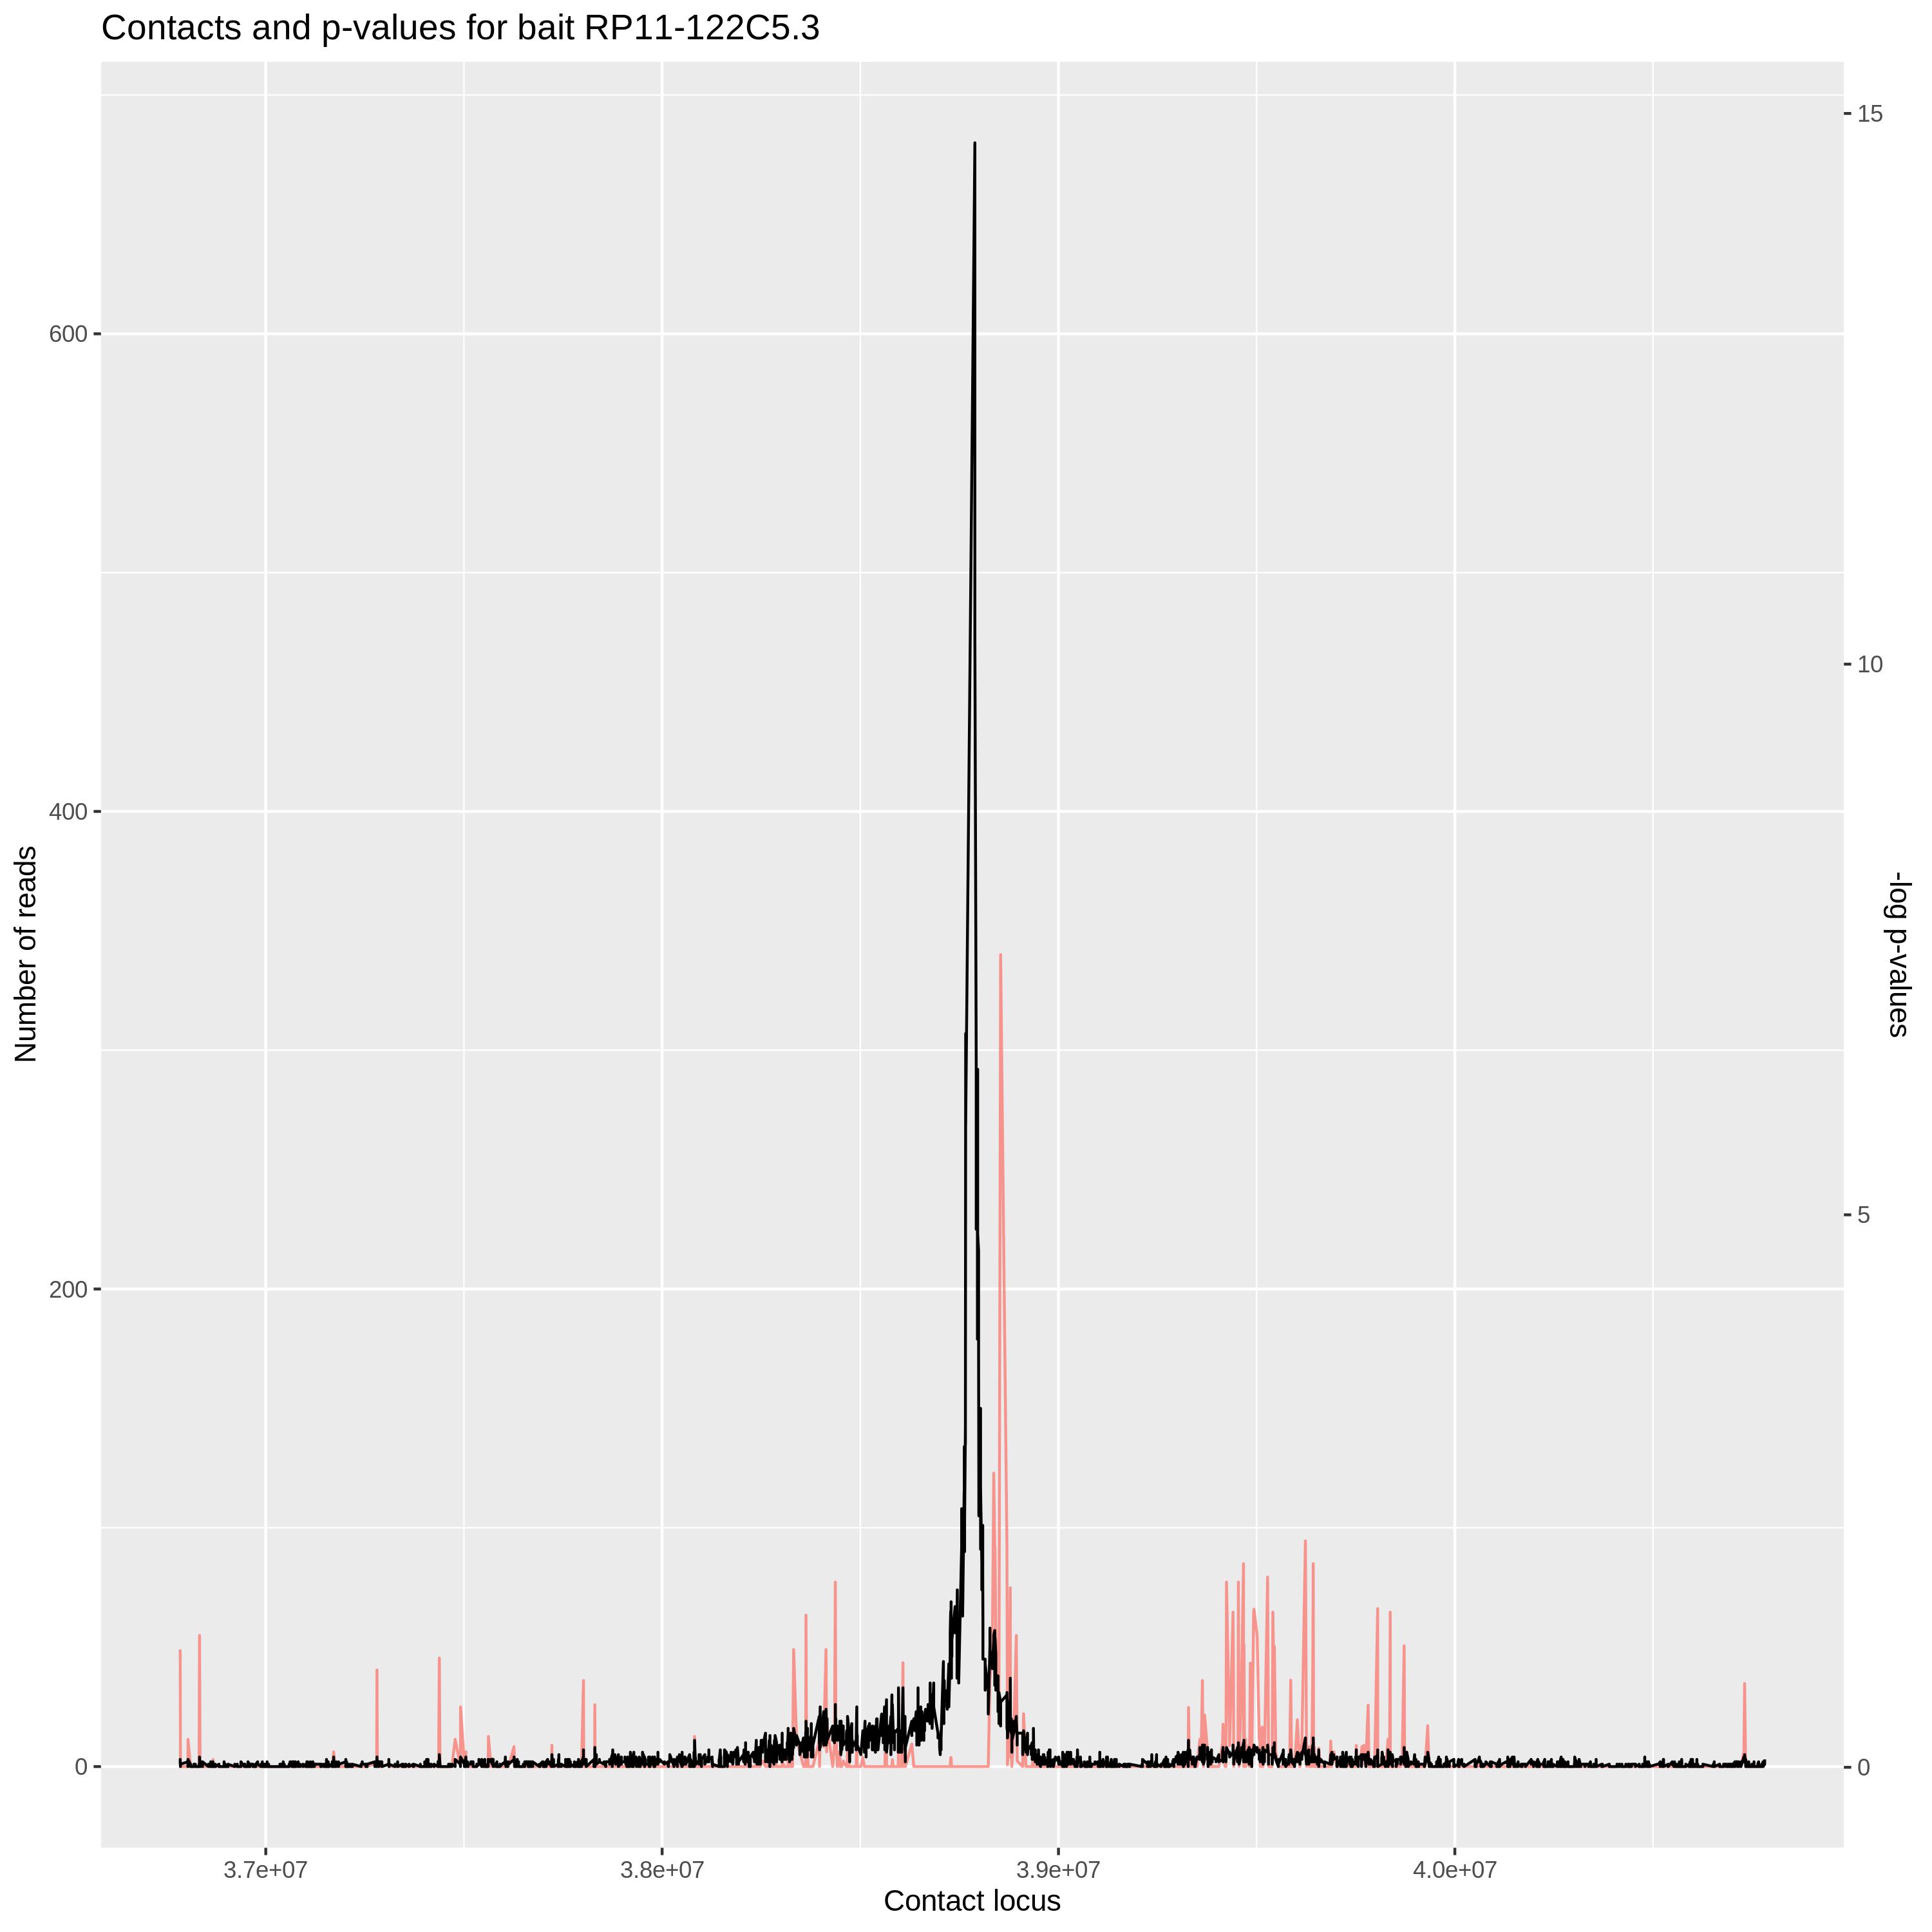 Contacts and p-values for bait RP11-122C5.3
15
600
10
400
Number of reads
-log p-values
5
200
0
0
3.7e+07
3.8e+07
3.9e+07
4.0e+07
Contact locus